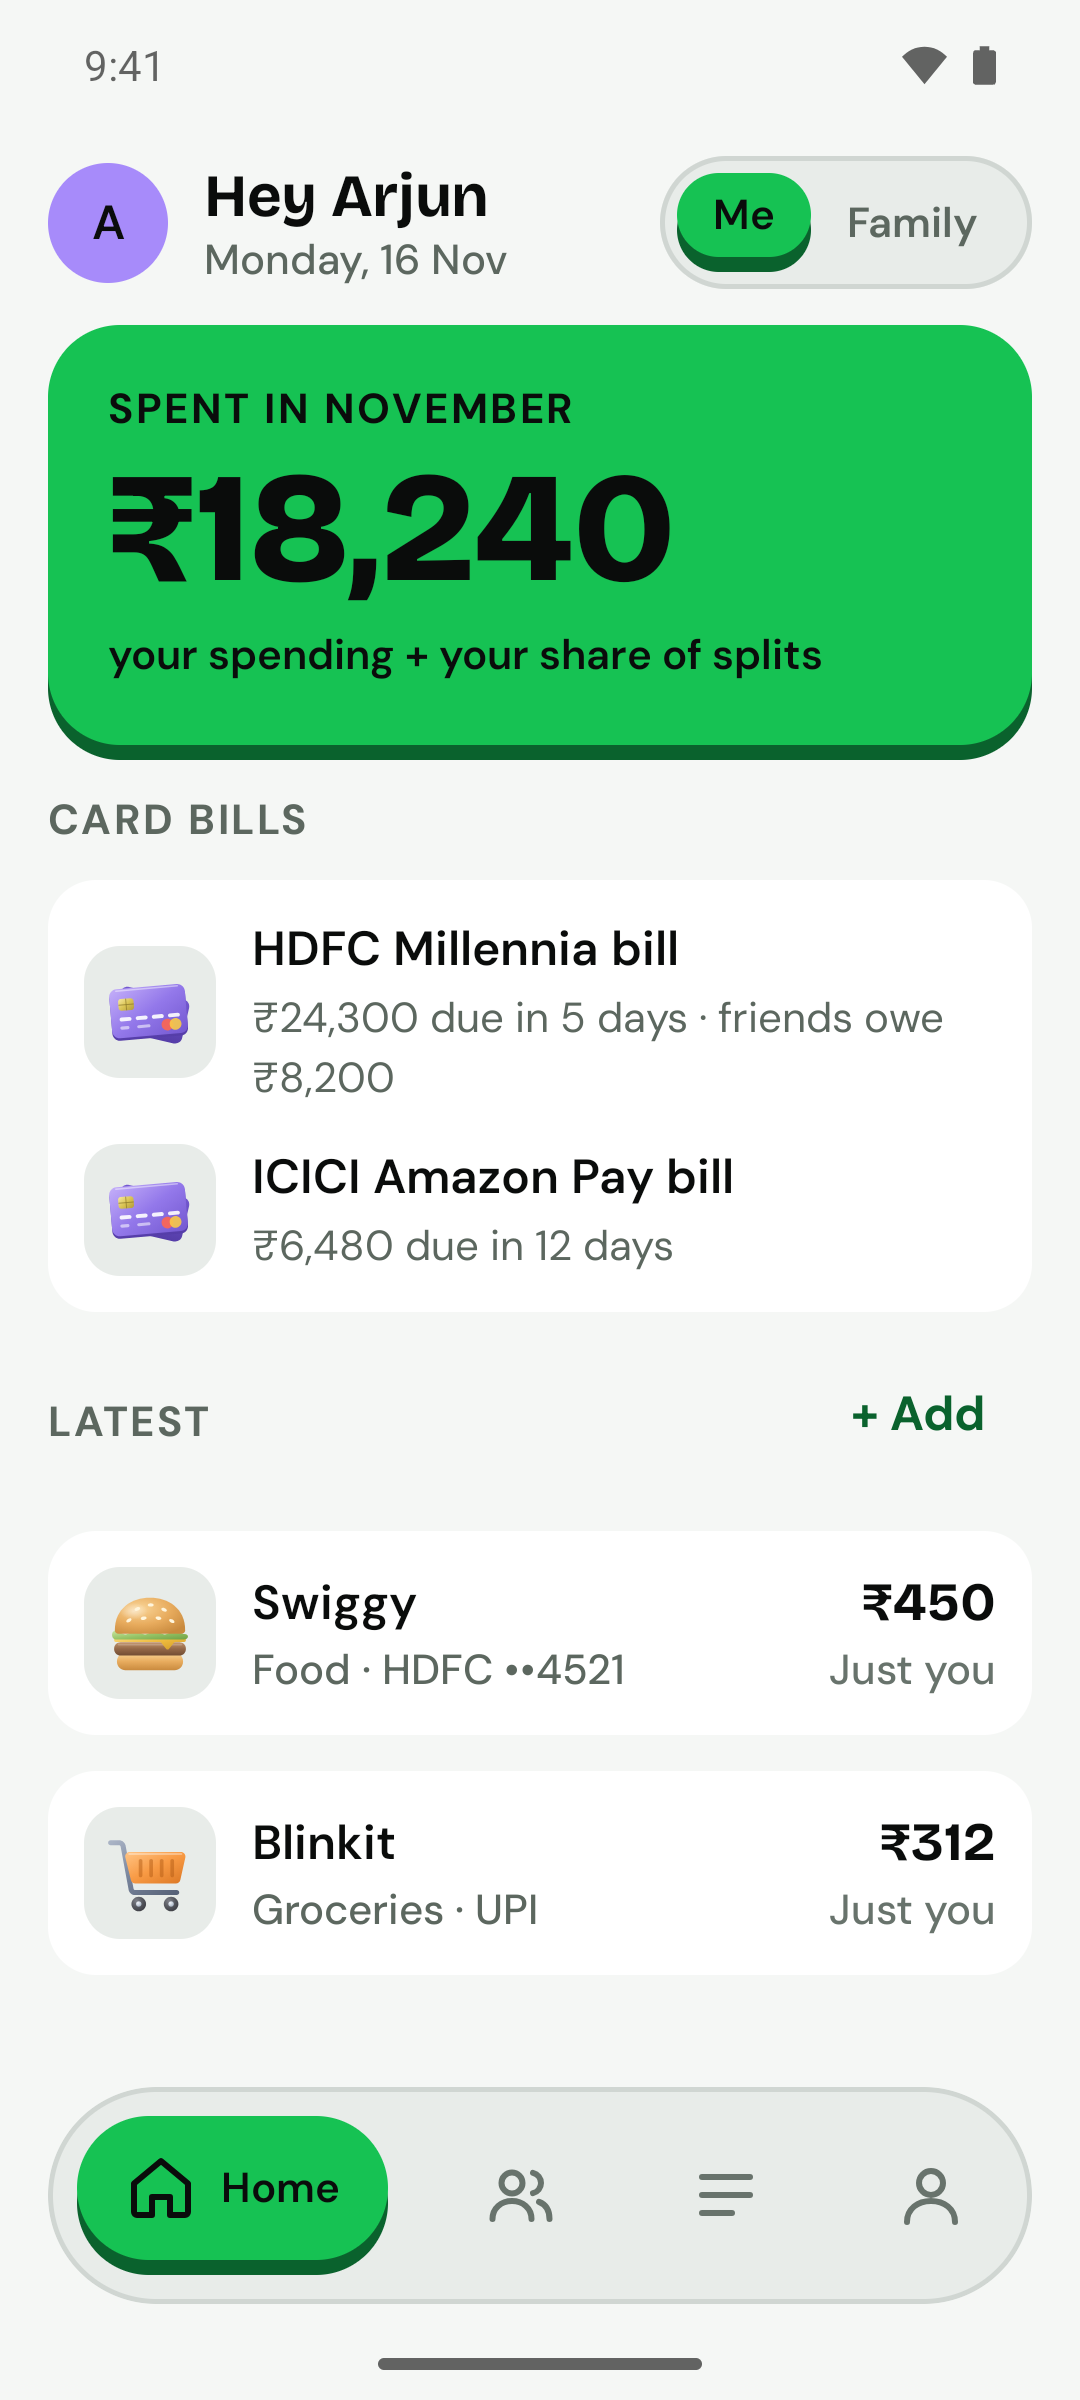 9:41
A
Hey Arjun
Monday, 16 Nov
Me
Family
SPENT IN NOVEMBER
₹18,240
your spending + your share of splits
CARD BILLS
HDFC Millennia bill
₹24,300 due in 5 days · friends owe
₹8,200
ICICI Amazon Pay bill
₹6,480 due in 12 days
LATEST
+ Add
Swiggy
₹450
Food · HDFC ••4521
Just you
Blinkit
₹312
Groceries · UPI
Just you
Home